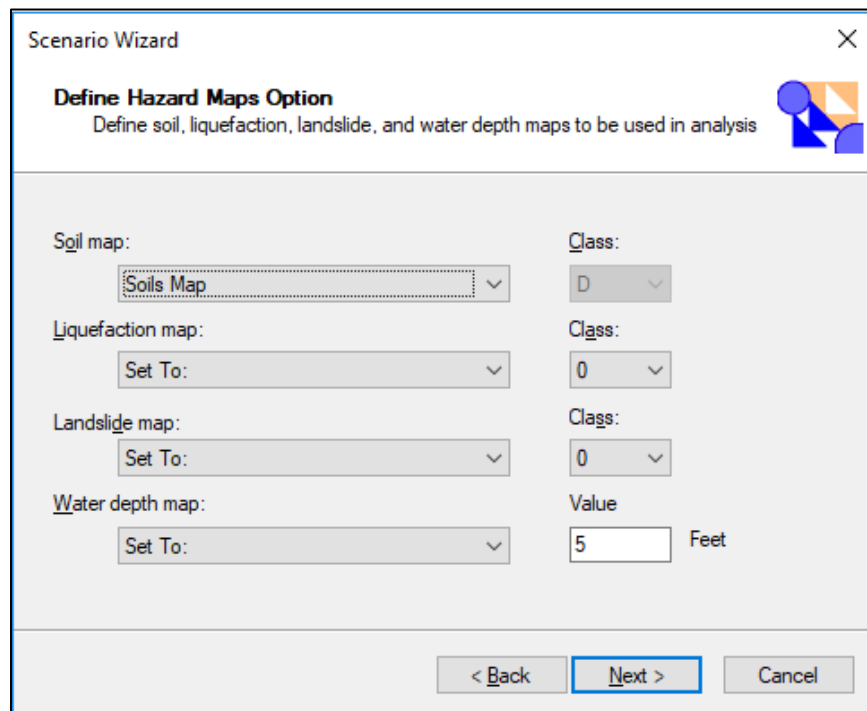 Scenario Wizard
Define Hazard Maps Option
Define soil, liquefaction, landslide, and water depth maps to be used in analysis
Soil map: Class:
Soils Map D
Liquefaction map: Class:
Set To: 0
Landslide map: Class:
Set To: 0
Water depth map: Value
Set To: 5 Feet
< Back Next > Cancel